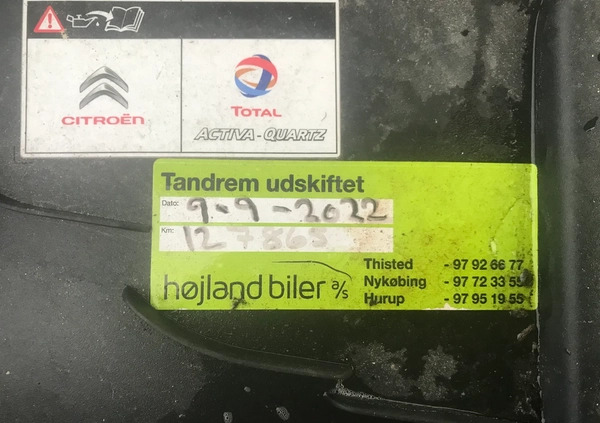 CITROËN
TOTAL
ACTIVA-QUARTZ
Tandrem udskiftet
Dato: 9-9-2022
Km: 127865
højland biler a/s
Thisted - 97 92 66 77
Nykøbing - 97 72 33 55
Hurup - 97 95 19 55